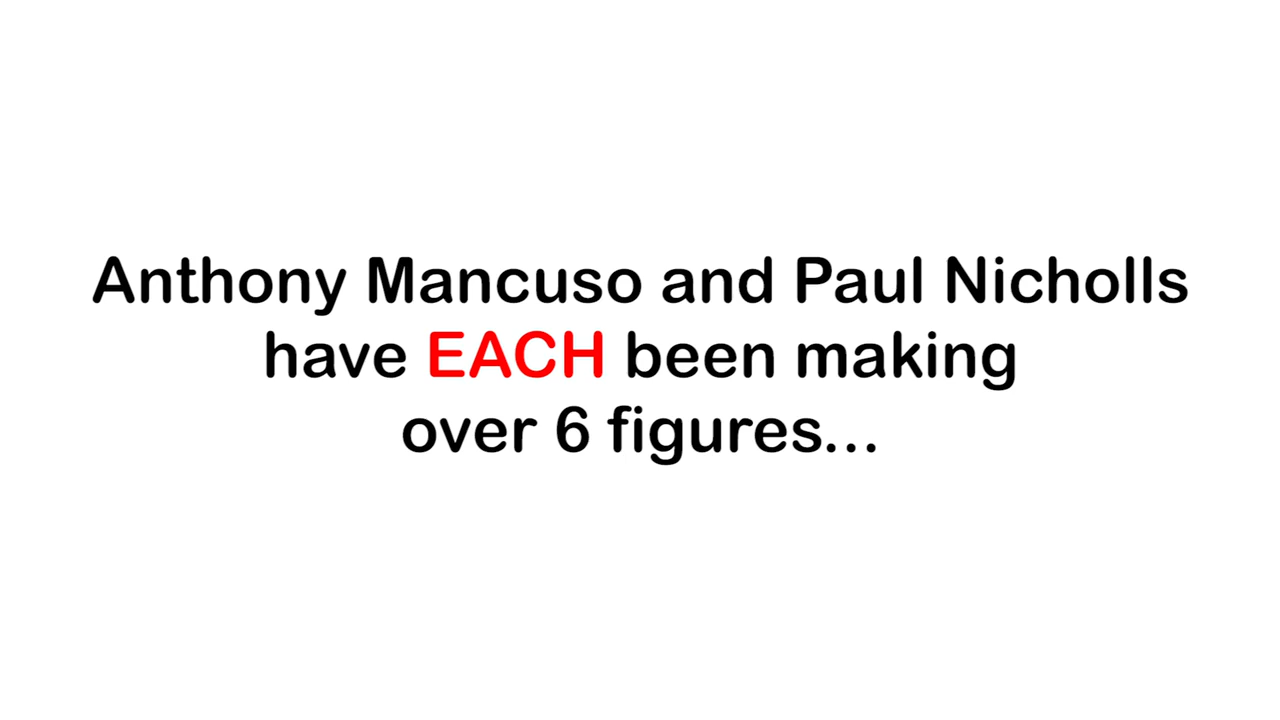 Anthony Mancuso and Paul Nicholls
have EACH been making
over 6 figures...